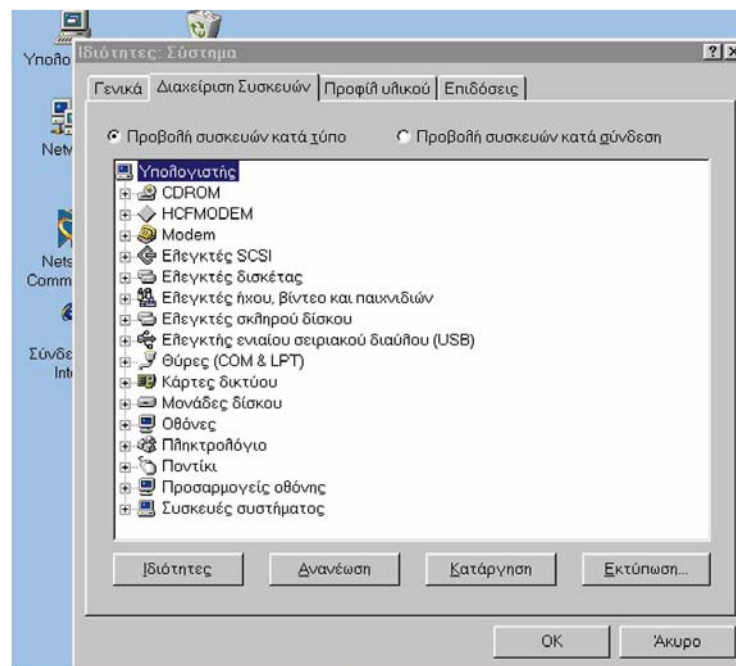 Υπολο
Ιδιότητες: Σύστημα
Γενικά
Διαχείριση Συσκευών
Προφίλ υλικού
Επιδόσεις
Προβολή συσκευών κατά τύπο
Προβολή συσκευών κατά σύνδεση
Netw
Υπολογιστής
CDROM
HCFMODEM
Modem
Ελεγκτές SCSI
Nets
Ελεγκτές δισκέτας
Comm
Ελεγκτές ήχου, βίντεο και παιχνιδιών
Ελεγκτές σκληρού δίσκου
Ελεγκτής ενιαίου σειριακού διαύλου (USB)
Σύνδε
Θύρες (COM & LPT)
Int
Κάρτες δικτύου
Μονάδες δίσκου
Οθόνες
Πληκτρολόγιο
Ποντίκι
Προσαρμογείς οθόνης
Συσκευές συστήματος
Ιδιότητες
Ανανέωση
Κατάργηση
Εκτύπωση...
OK
Άκυρο